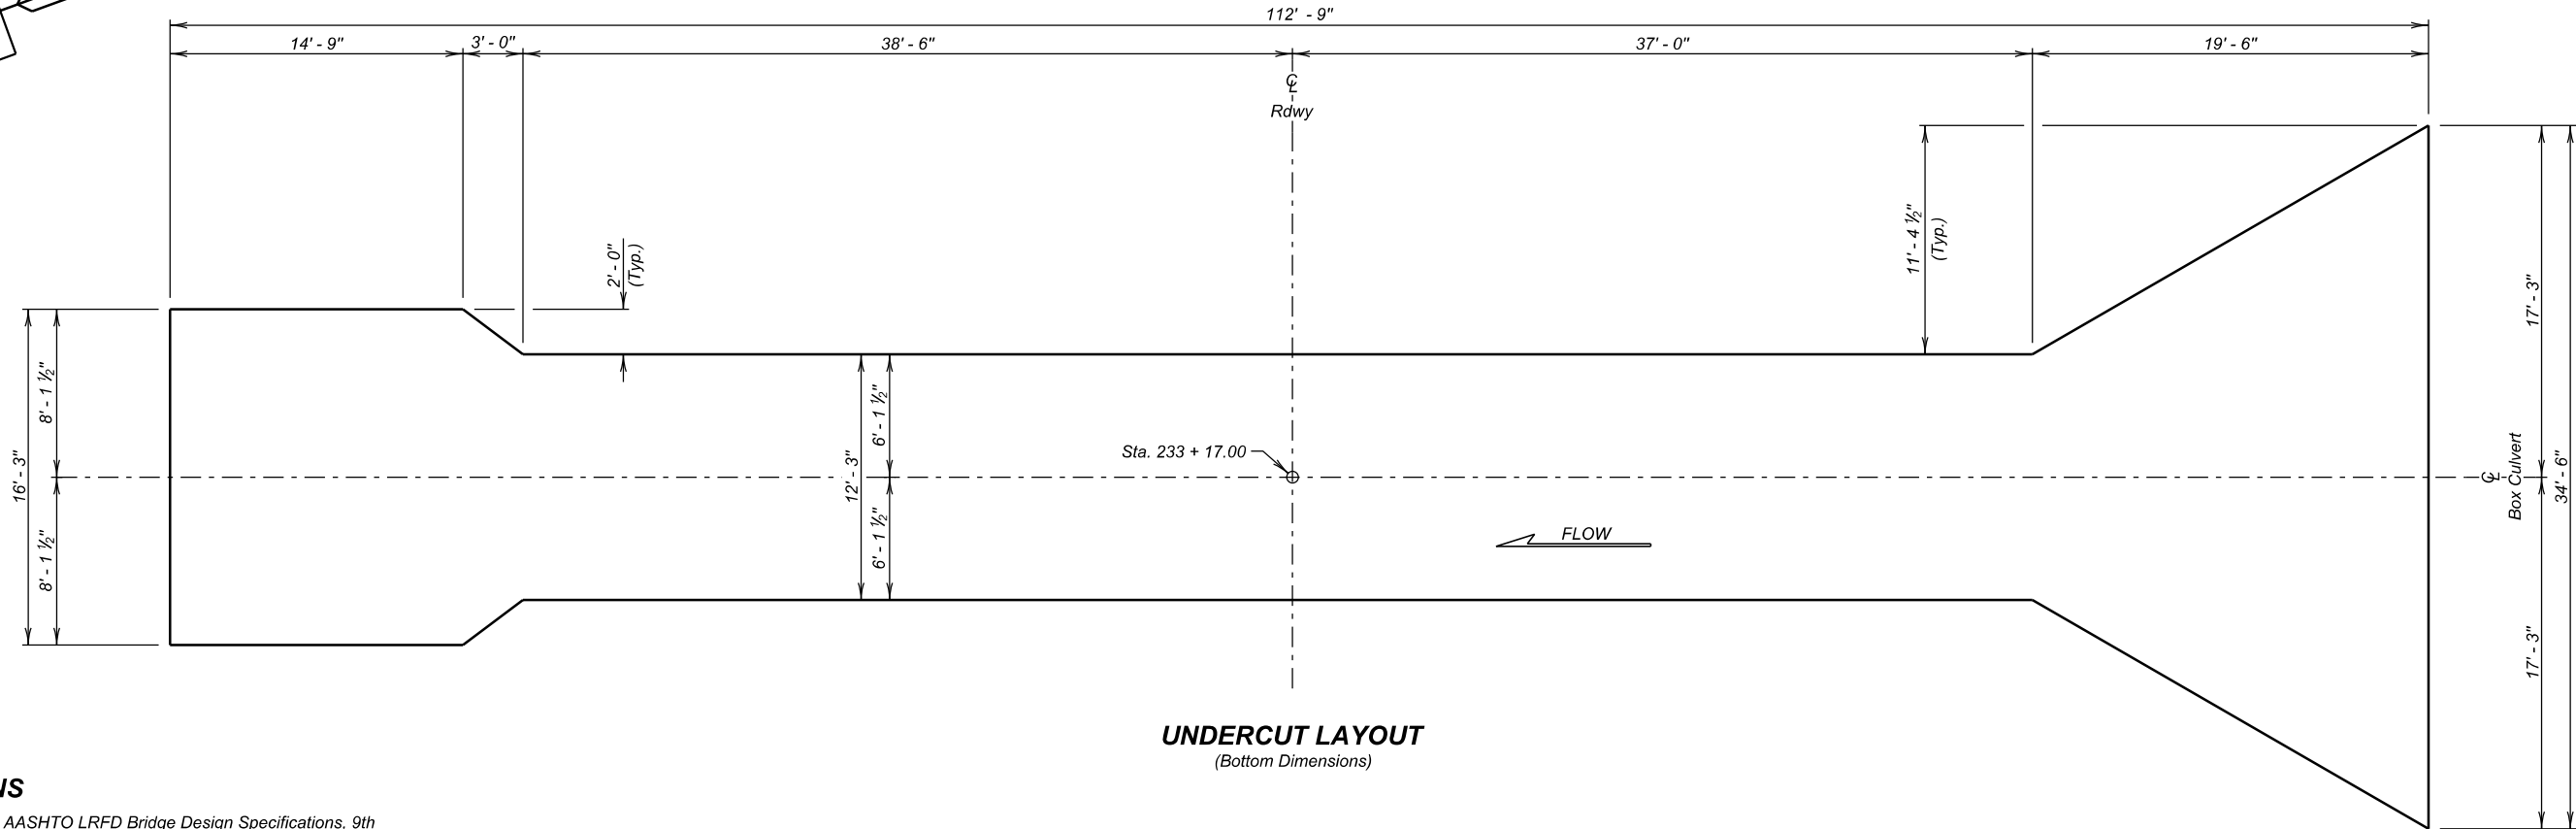 112' - 9"
14' - 9"
3' - 0"
38' - 6"
37' - 0"
19' - 6"
℄
Rdwy
2' - 0"
(Typ.)
11' - 4 ½"
(Typ.)
17' - 3"
8' - 1 ½"
16' - 3"
8' - 1 ½"
6' - 1 ½"
12' - 3"
6' - 1 ½"
Sta. 233 + 17.00
℄
Box Culvert
34' - 6"
FLOW
17' - 3"
UNDERCUT LAYOUT
(Bottom Dimensions)
NS
AASHTO LRFD Bridge Design Specifications, 9th